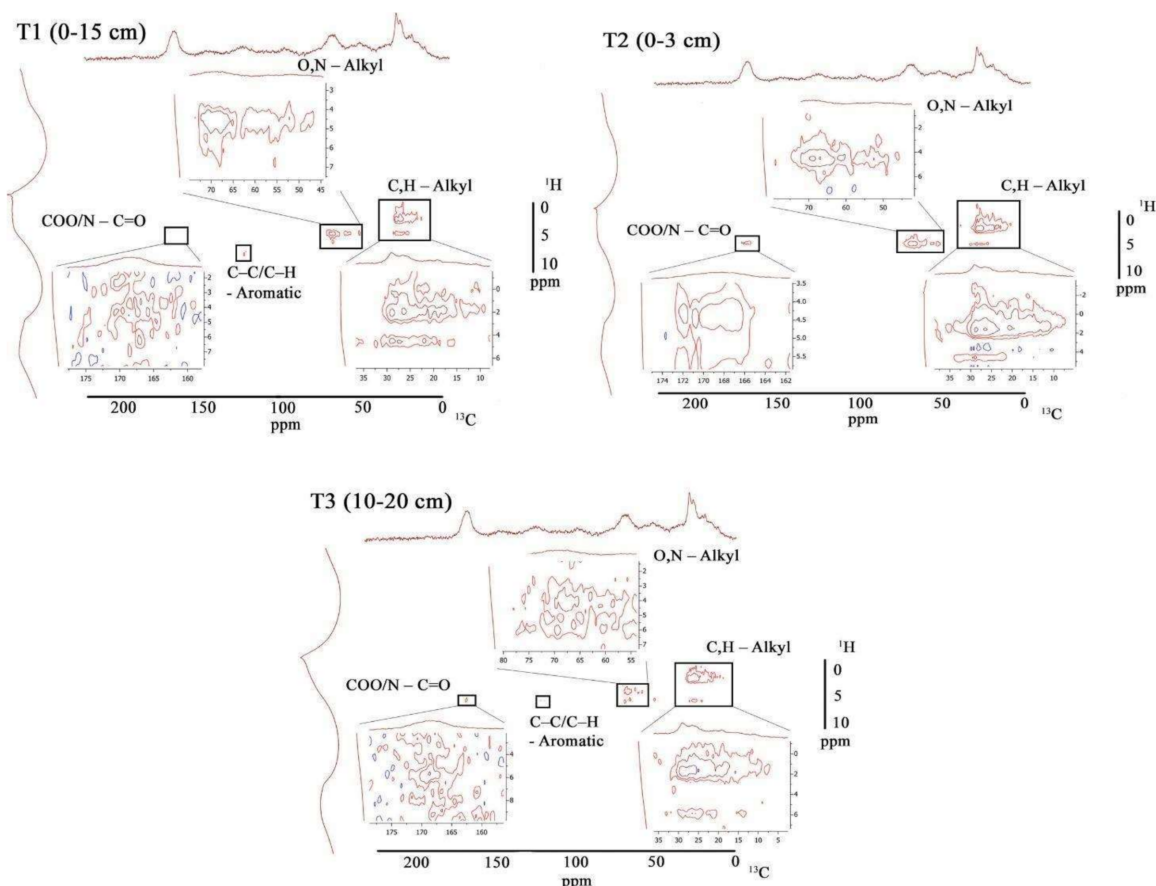 T1 (0-15 cm)
O,N – Alkyl
3
4
5
6
7
70 65 60 55 50 45
C,H – Alkyl
¹H
0
5
10
ppm
COO/N – C=O
C–C/C–H
- Aromatic
2
3
4
5
6
7
175 170 165 160
0
2
4
6
35 30 25 20 15 10
200 150 100 50 0 ¹³C
ppm
T2 (0-3 cm)
O,N – Alkyl
2
4
6
70 60 50
C,H – Alkyl
¹H
0
5
10
ppm
COO/N – C=O
3.5
4.0
4.5
5.0
5.5
174 172 170 168 166 164 162
-2
0
2
4
35 30 25 20 10
200 150 100 50 0 ¹³C
ppm
T3 (10-20 cm)
O,N – Alkyl
2
3
4
5
6
7
80 75 70 65 60 55
C,H – Alkyl
¹H
0
5
10
ppm
COO/N – C=O
C–C/C–H
- Aromatic
4
5
6
7
8
9
175 170 165 160
0
2
4
6
35 30 25 20 15 10 5
200 150 100 50 0 ¹³C
ppm